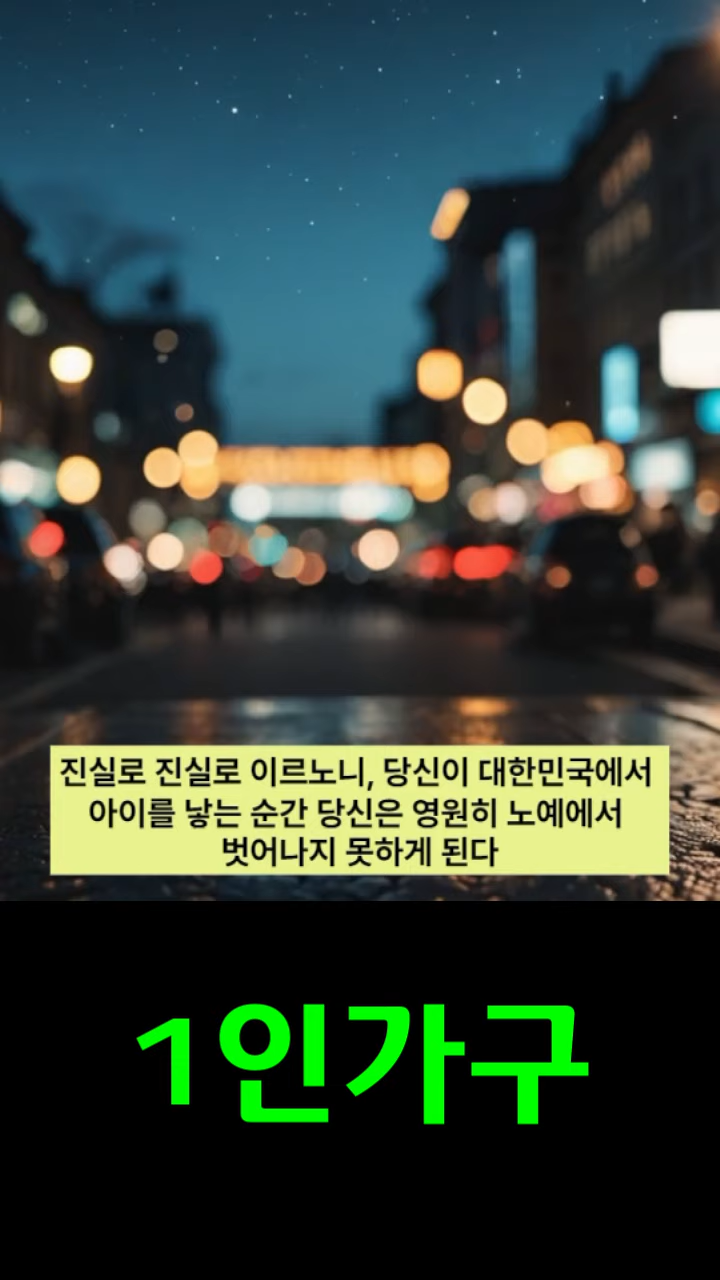 진실로 진실로 이르노니, 당신이 대한민국에서
아이를 낳는 순간 당신은 영원히 노예에서
벗어나지 못하게 된다
1인가구